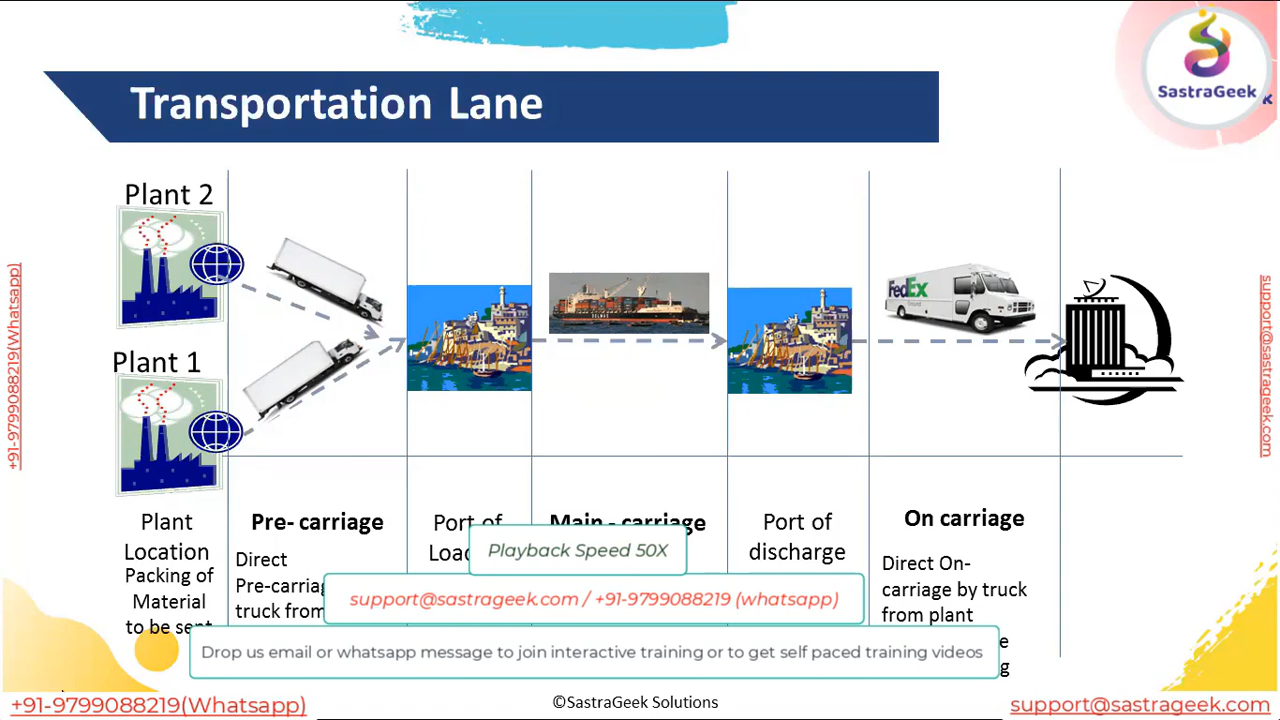 SastraGeek
Transportation Lane
Plant 2
FedEx
Plant 1
+91-9799088219(Whatsapp)
support@sastrageek.com
Plant
Location
Packing of
Material
to be sent
Pre- carriage
Direct
truck from
Port of
Main - carriage
Port of
discharge
On carriage
Direct On-
carriage by truck
from plant
Playback Speed 50X
support@sastrageek.com / +91-9799088219 (whatsapp)
Drop us email or whatsapp message to join interactive training or to get self paced training videos
+91-9799088219(Whatsapp)
©SastraGeek Solutions
support@sastrageek.com